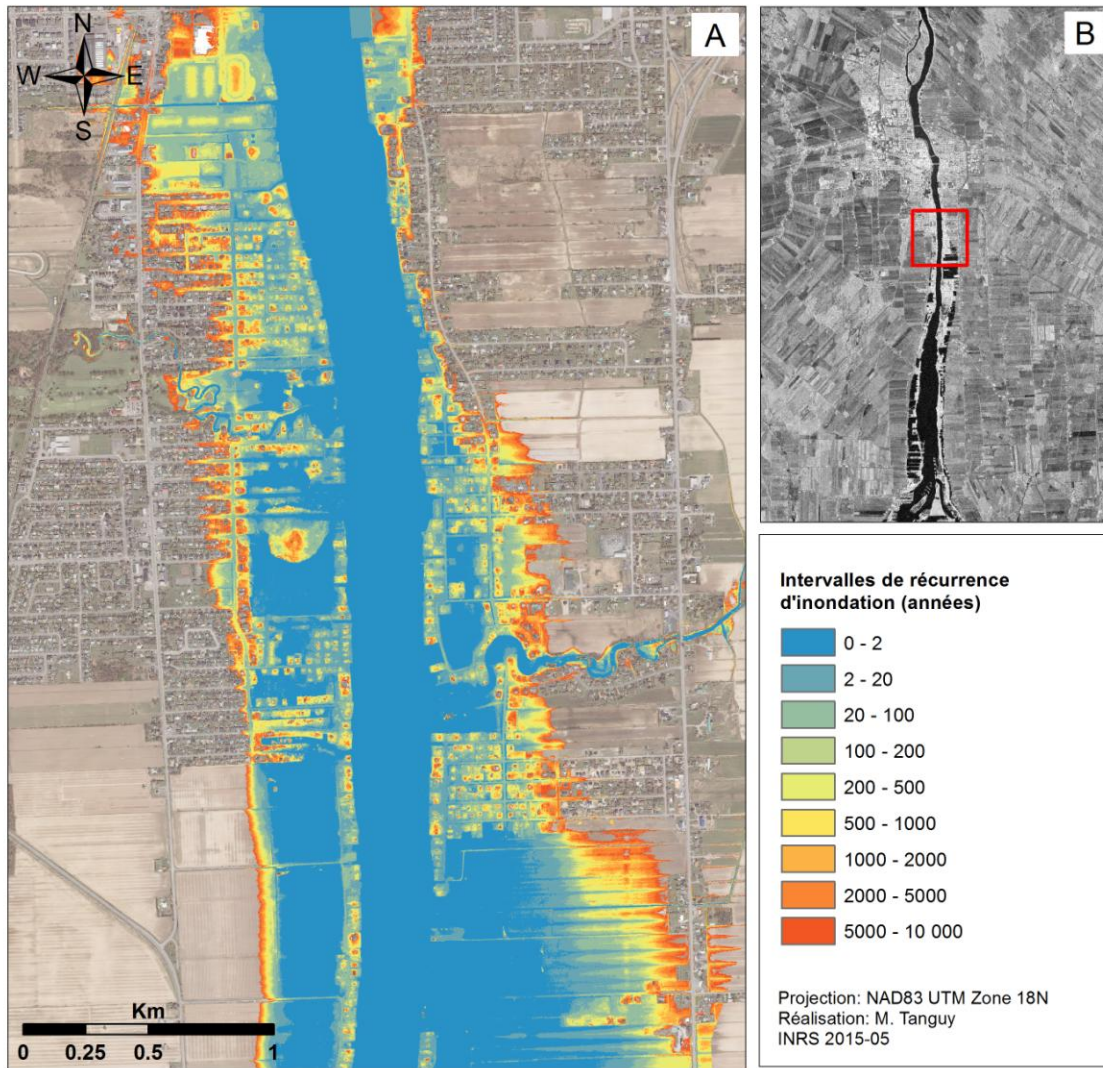 A
N
W E
S
Km
0 0.25 0.5 1
B
Intervalles de récurrence
d'inondation (années)
0 - 2
2 - 20
20 - 100
100 - 200
200 - 500
500 - 1000
1000 - 2000
2000 - 5000
5000 - 10 000
Projection: NAD83 UTM Zone 18N
Réalisation: M. Tanguy
INRS 2015-05